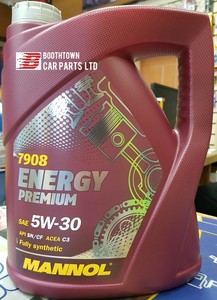 BOOTHTOWN
CAR PARTS LTD
7908
ENERGY
PREMIUM
SAE 5W-30
API SN/CF ACEA C3
Fully synthetic
MANNOL